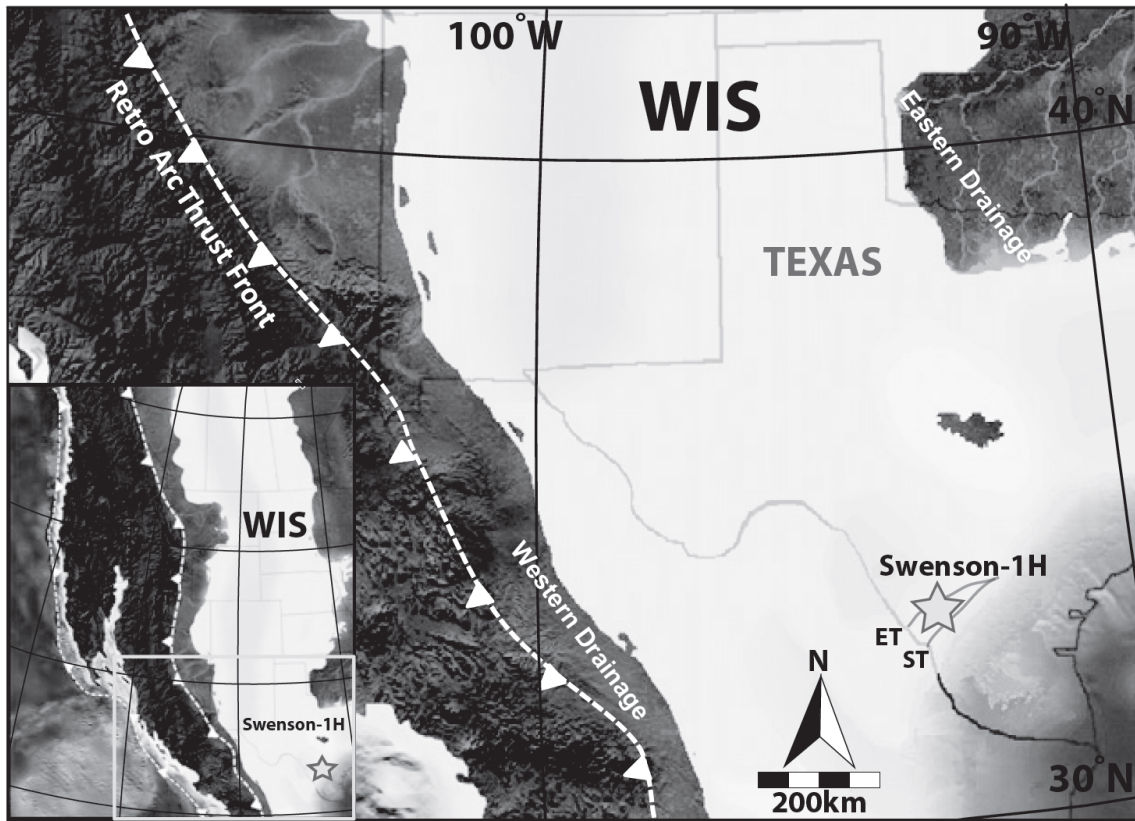 100°W
90°W
WIS
40°N
Retro Arc Thrust Front
Eastern Drainage
TEXAS
WIS
Western Drainage
Swenson-1H
ET
ST
N
Swenson-1H
30°N
200km